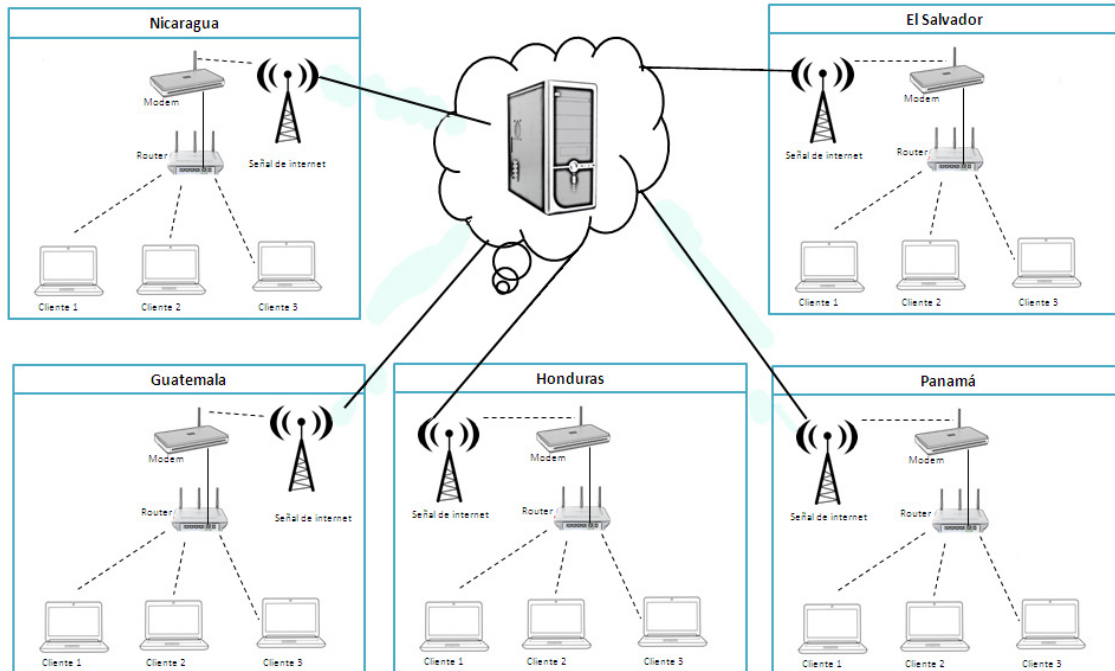 Nicaragua
Modem
Señal de internet
Router
Cliente 1
Cliente 2
Cliente 3
El Salvador
Modem
Señal de internet
Router
Cliente 1
Cliente 2
Cliente 3
Guatemala
Modem
Router
Señal de internet
Cliente 1
Cliente 2
Cliente 3
Honduras
Modem
Señal de internet
Router
Cliente 1
Cliente 2
Cliente 3
Panamá
Modem
Señal de internet
Router
Cliente 1
Cliente 2
Cliente 3